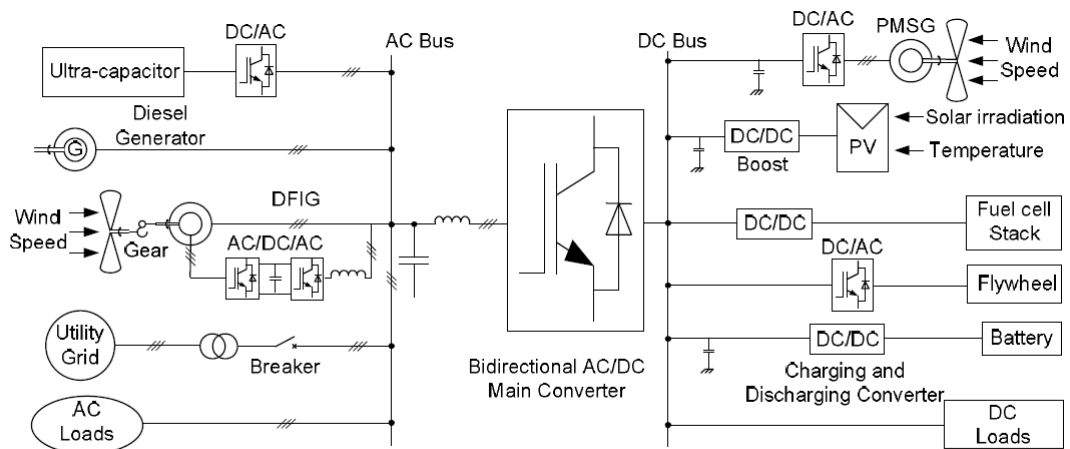 DC/AC
AC Bus
DC Bus
DC/AC
PMSG
Wind
Speed
Ultra-capacitor
Diesel
Generator
G
DC/DC
Boost
PV
Solar irradiation
Temperature
Wind
Speed
Gear
DFIG
AC/DC/AC
DC/DC
Fuel cell
Stack
DC/AC
Flywheel
Utility
Grid
Breaker
Bidirectional AC/DC
Main Converter
DC/DC
Battery
Charging and
Discharging Converter
AC
Loads
DC
Loads